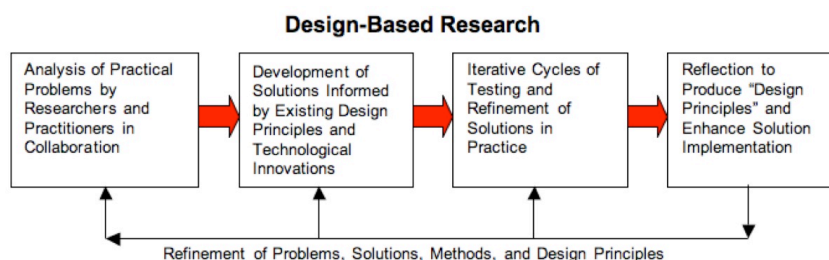 Design-Based Research
Analysis of Practical
Problems by
Researchers and
Practitioners in
Collaboration
Development of
Solutions Informed
by Existing Design
Principles and
Technological
Innovations
Iterative Cycles of
Testing and
Refinement of
Solutions in
Practice
Reflection to
Produce “Design
Principles” and
Enhance Solution
Implementation
Refinement of Problems, Solutions, Methods, and Design Principles